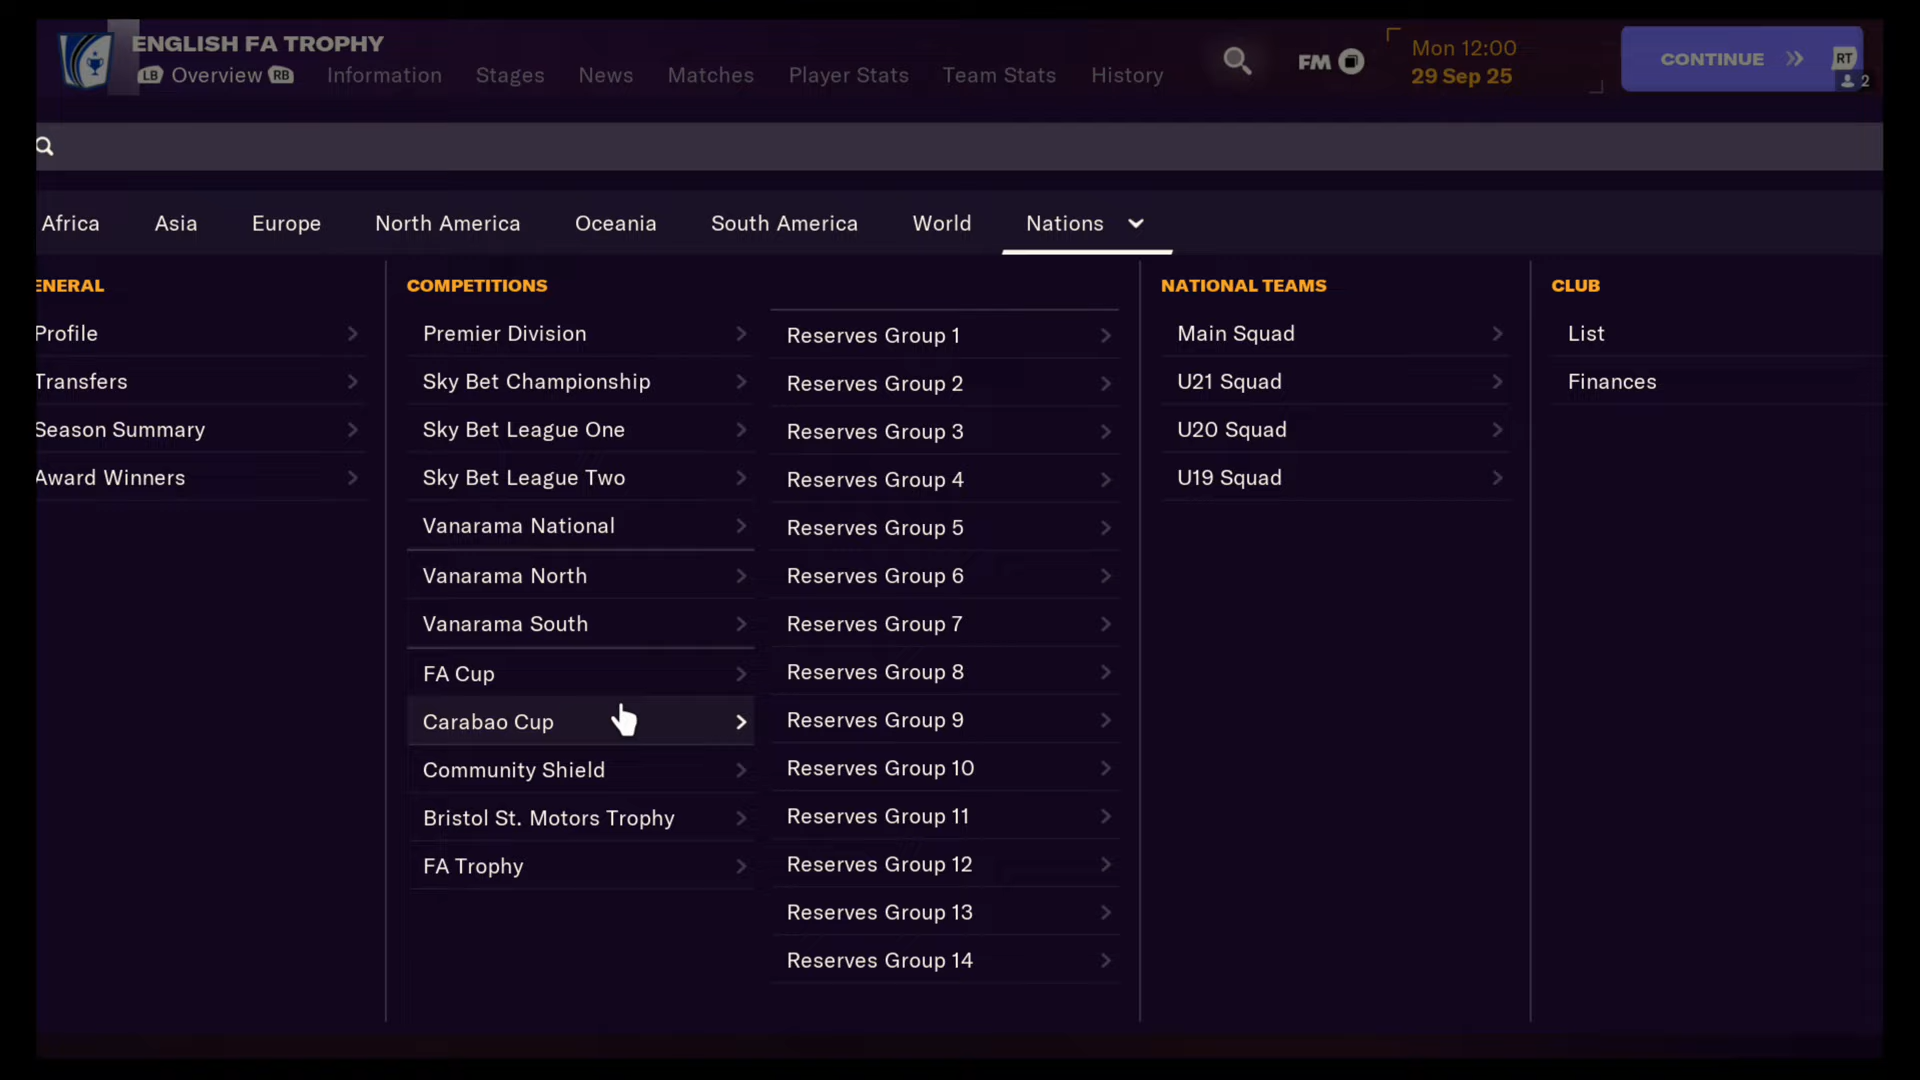 ENGLISH FA TROPHY
LB Overview RB Information Stages News Matches Player Stats Team Stats History
FM
Mon 12:00
29 Sep 25
CONTINUE
RT
2
Africa Asia Europe North America Oceania South America World Nations
ENERAL
Profile
Transfers
Season Summary
Award Winners
COMPETITIONS
Premier Division
Sky Bet Championship
Sky Bet League One
Sky Bet League Two
Vanarama National
Vanarama North
Vanarama South
FA Cup
Carabao Cup
Community Shield
Bristol St. Motors Trophy
FA Trophy
Reserves Group 1
Reserves Group 2
Reserves Group 3
Reserves Group 4
Reserves Group 5
Reserves Group 6
Reserves Group 7
Reserves Group 8
Reserves Group 9
Reserves Group 10
Reserves Group 11
Reserves Group 12
Reserves Group 13
Reserves Group 14
NATIONAL TEAMS
Main Squad
U21 Squad
U20 Squad
U19 Squad
CLUB
List
Finances